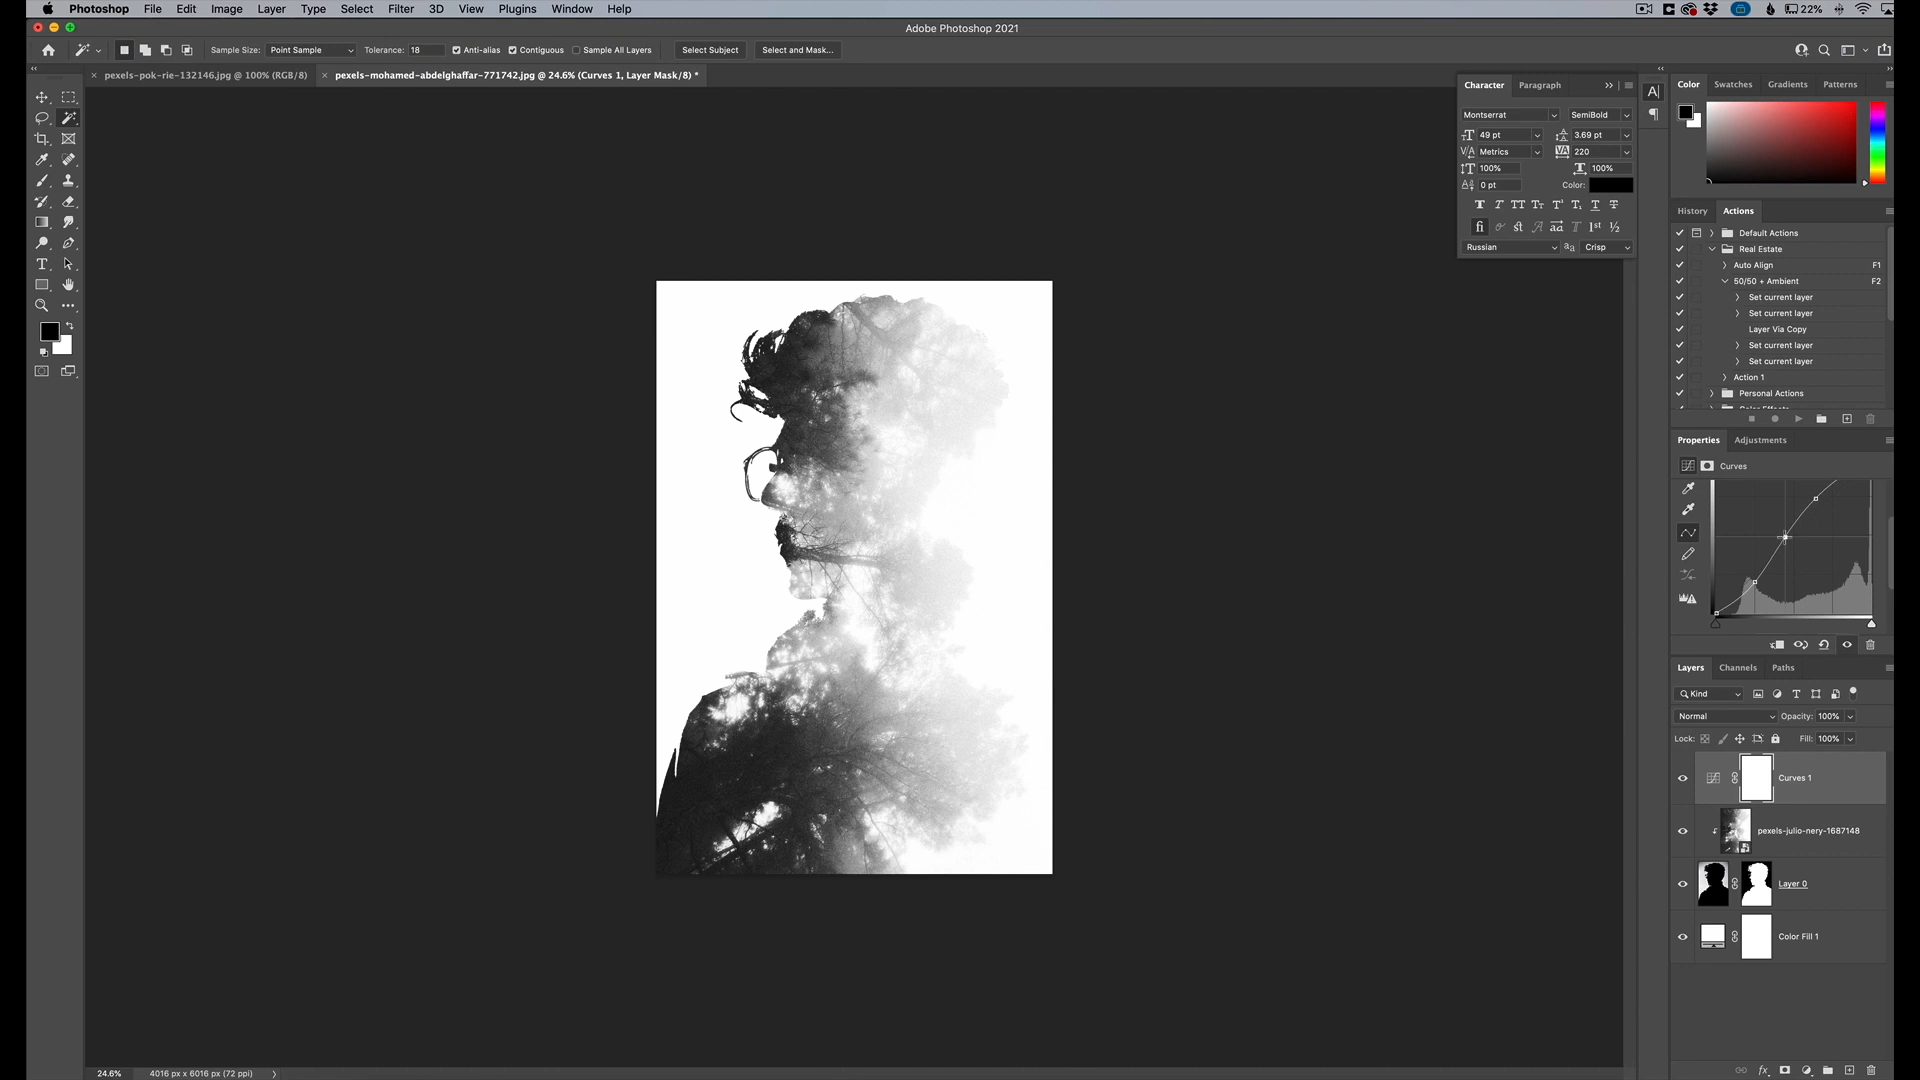 Photoshop File Edit Image Layer Type Select Filter 3D View Plugins Window Help 22%
Adobe Photoshop 2021
Sample Size: Point Sample Tolerance: 18 Anti-alias Contiguous Sample All Layers Select Subject Select and Mask...
pexels-pok-rie-132146.jpg @ 100% (RGB/8) pexels-mohamed-abdelghaffar-771742.jpg @ 24.6% (Curves 1, Layer Mask/8) *
Character Paragraph
Montserrat SemiBold
49 pt 3.69 pt
Metrics 220
100% 100%
0 pt Color:
Russian Crisp
Color Swatches Gradients Patterns
History Actions
Default Actions
Real Estate
Auto Align F1
50/50 + Ambient F2
Set current layer
Set current layer
Layer Via Copy
Set current layer
Set current layer
Action 1
Personal Actions
Properties Adjustments
Curves
Layers Channels Paths
Kind
Normal Opacity: 100%
Lock: Fill: 100%
Curves 1
pexels-julio-nery-1687148
Layer 0
Color Fill 1
24.6% 4016 px x 6016 px (72 ppi)